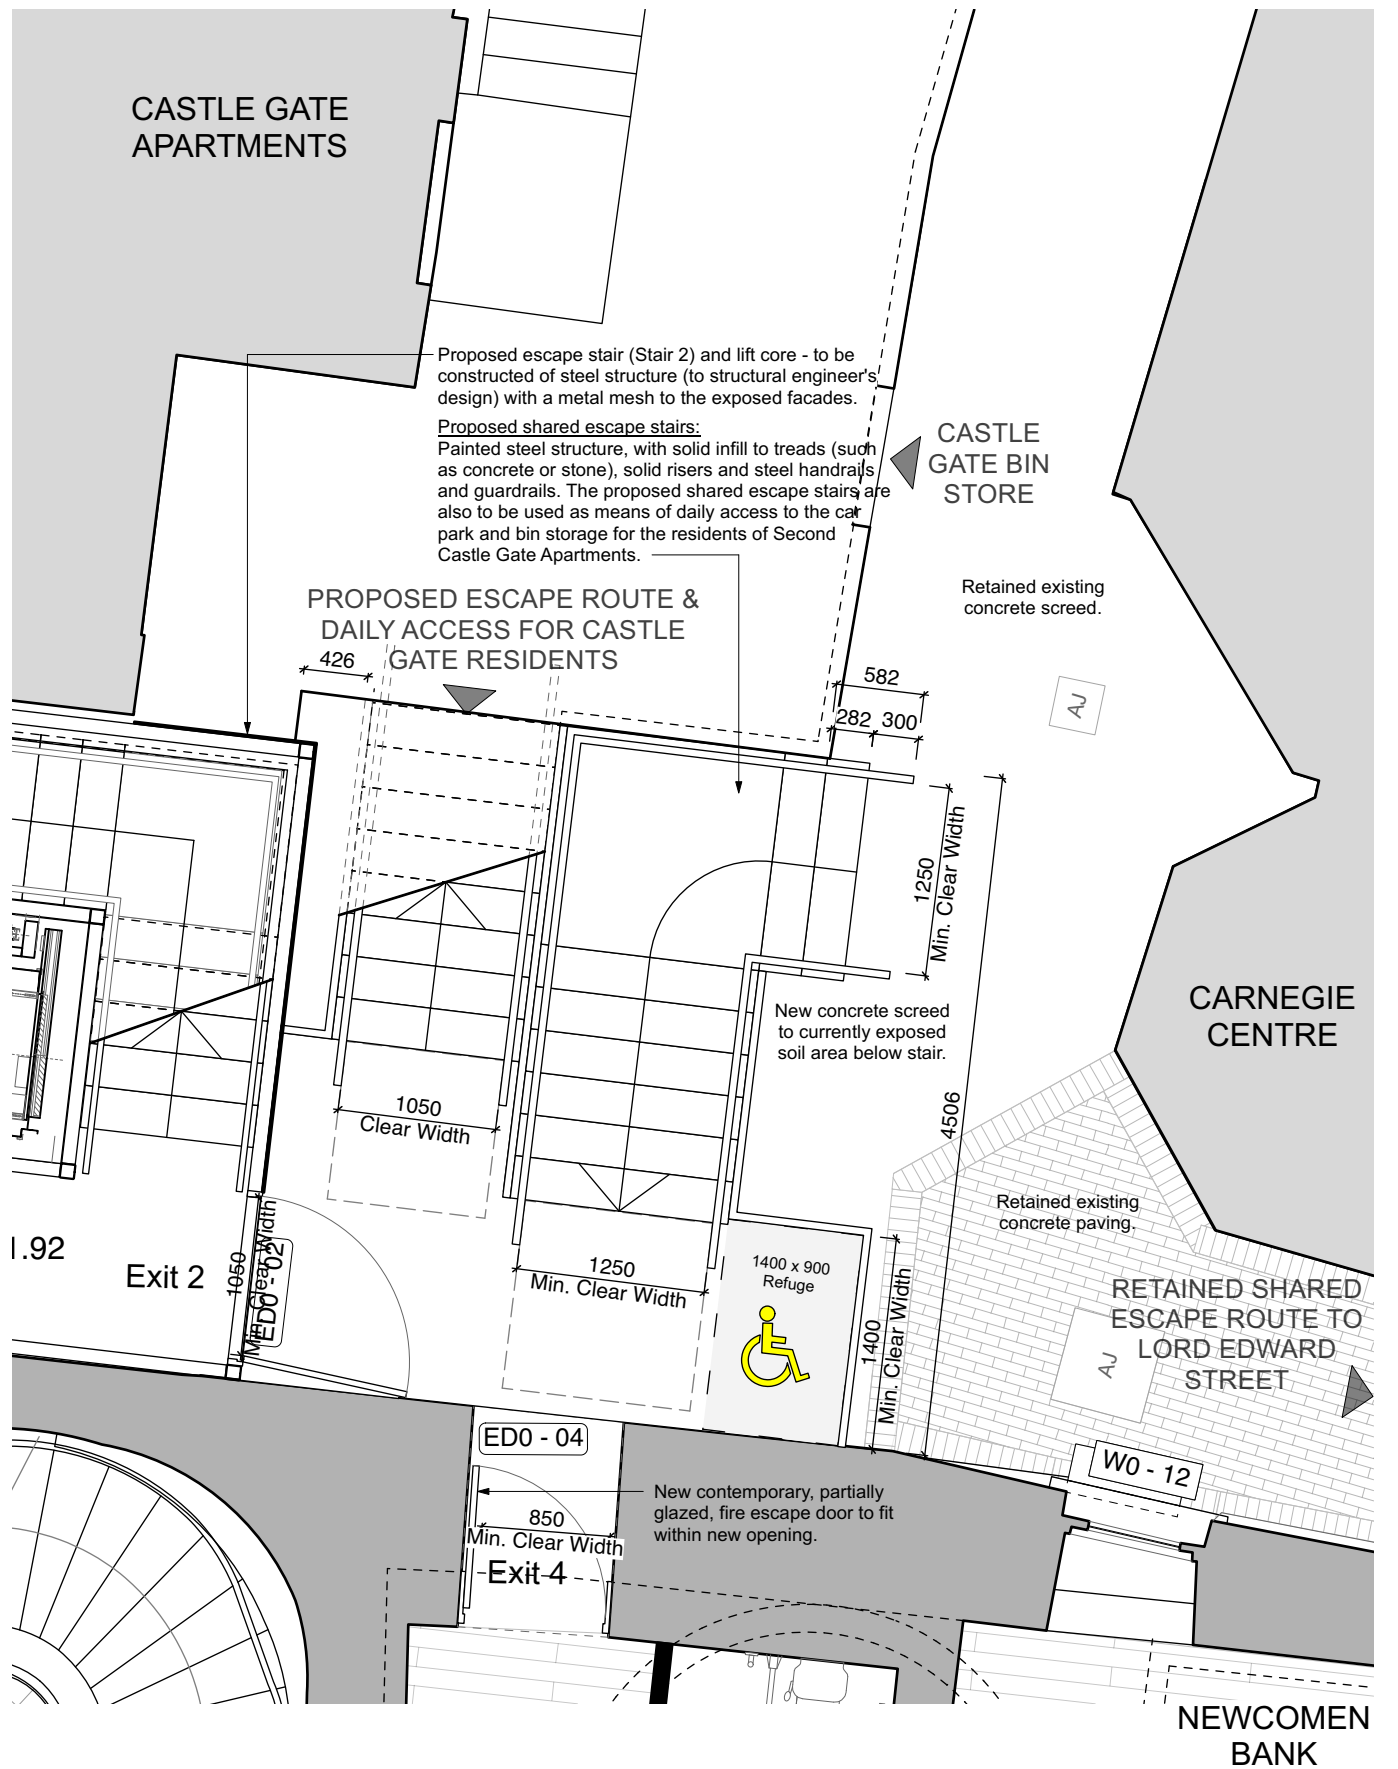 CASTLE GATE
APARTMENTS
Proposed escape stair (Stair 2) and lift core - to be
constructed of steel structure (to structural engineer's
design) with a metal mesh to the exposed facades.
Proposed shared escape stairs:
Painted steel structure, with solid infill to treads (such
as concrete or stone), solid risers and steel handrails
and guardrails. The proposed shared escape stairs are
also to be used as means of daily access to the car
park and bin storage for the residents of Second
Castle Gate Apartments.
CASTLE
GATE BIN
STORE
Retained existing
concrete screed.
PROPOSED ESCAPE ROUTE &
DAILY ACCESS FOR CASTLE
GATE RESIDENTS
426
582
282
300
AJ
1250
Min. Clear Width
New concrete screed
to currently exposed
soil area below stair.
CARNEGIE
CENTRE
4506
1050
Clear Width
Retained existing
concrete paving.
1.92
Exit 2
1050
Min. Clear Width
ED0 - 02
1250
Min. Clear Width
1400 x 900
Refuge
1400
Min. Clear Width
RETAINED SHARED
ESCAPE ROUTE TO
LORD EDWARD
STREET
AJ
ED0 - 04
W0 - 12
New contemporary, partially
glazed, fire escape door to fit
within new opening.
850
Min. Clear Width
Exit 4
NEWCOMEN
BANK